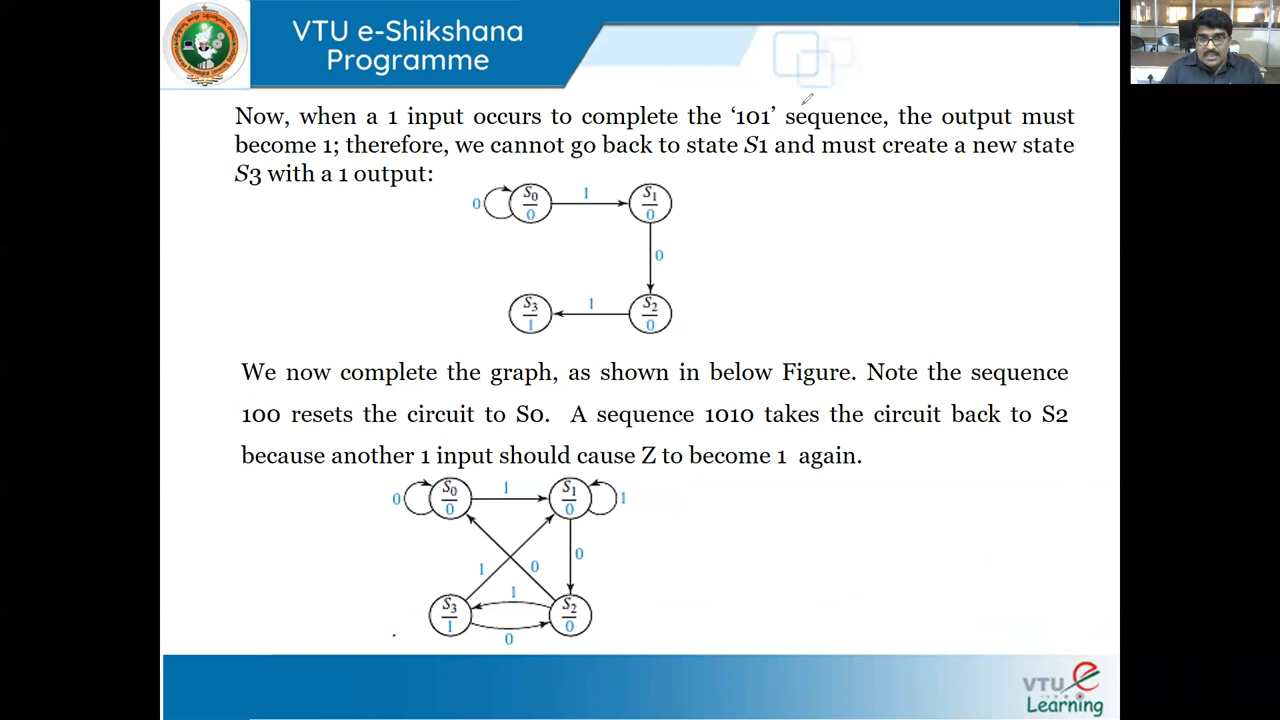 VTU e-Shikshana
Programme
Now, when a 1 input occurs to complete the ‘101’ sequence, the output must
become 1; therefore, we cannot go back to state S1 and must create a new state
S3 with a 1 output:
0 S0 1 S1
0 0
0
S3 1 S2
1 0
We now complete the graph, as shown in below Figure. Note the sequence
100 resets the circuit to S0. A sequence 1010 takes the circuit back to S2
because another 1 input should cause Z to become 1 again.
0 S0 1 S1 1
0 0
1 0 0
S3 1 S2
1 0 0
VTU e
Learning